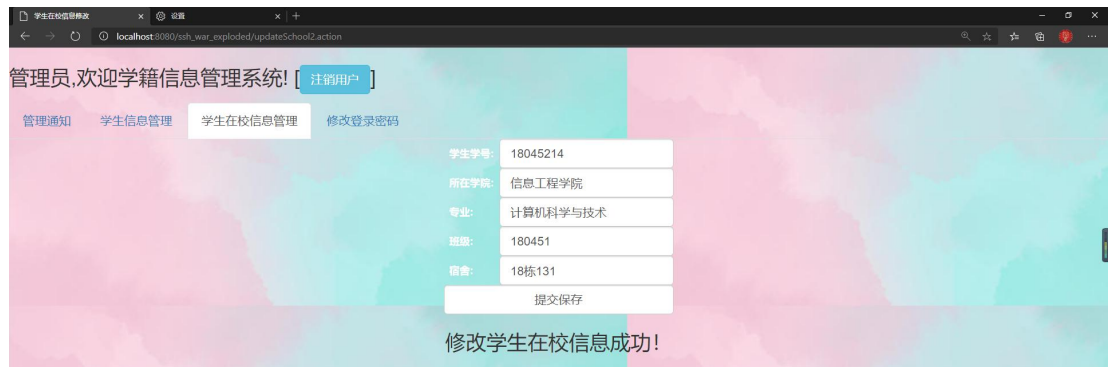 学生在校信息修改 设置
localhost:8080/ssh_war_exploded/updateSchool2.action
管理员,欢迎学籍信息管理系统! [ 注销用户 ]
管理通知 学生信息管理 学生在校信息管理 修改登录密码
学生学号: 18045214
所在学院: 信息工程学院
专业: 计算机科学与技术
班级: 180451
宿舍: 18栋131
提交保存
修改学生在校信息成功!